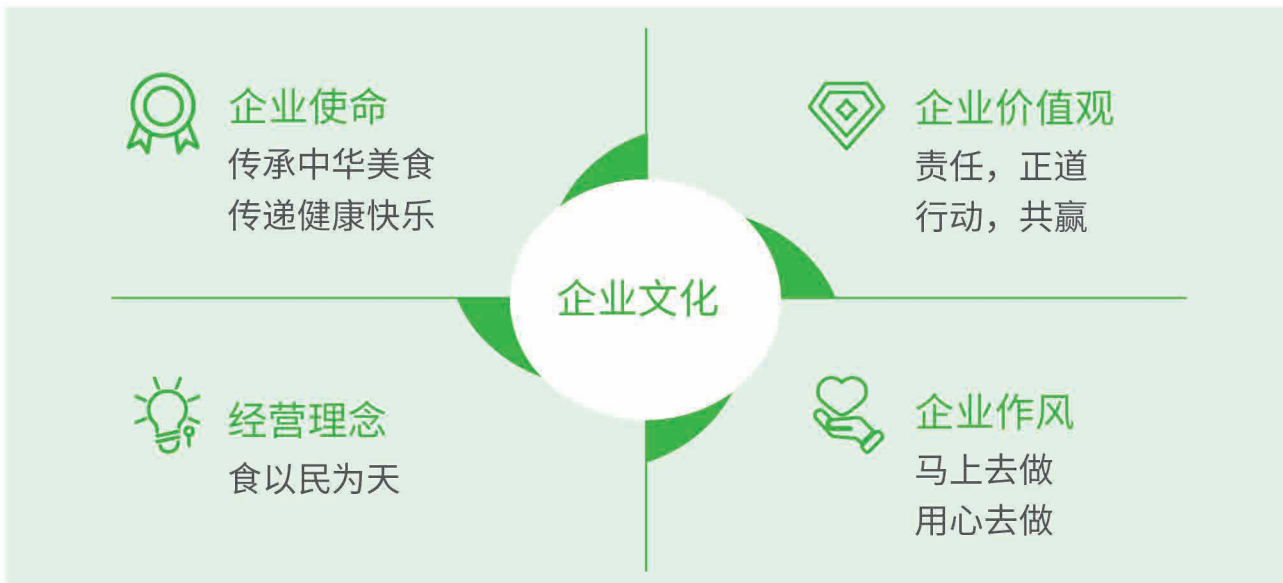 企业使命
传承中华美食
传递健康快乐
企业价值观
责任，正道
行动，共赢
企业文化
经营理念
食以民为天
企业作风
马上去做
用心去做